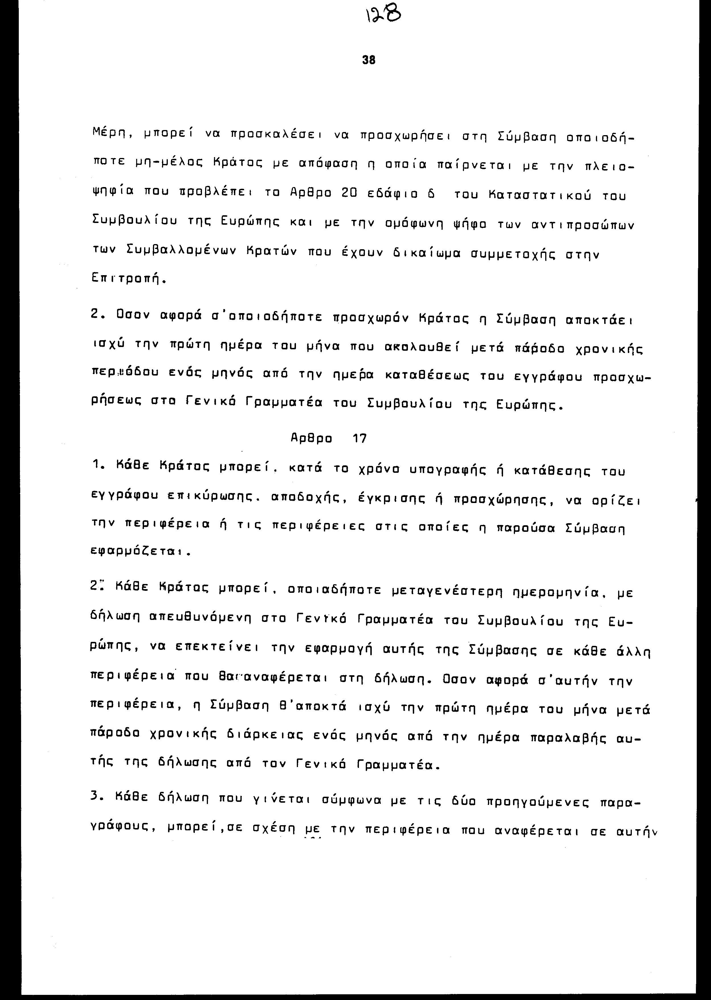 128
38
Μέρη, μπορεί να προσκαλέσει να προσχωρήσει στη Σύμβαση οποιοδή-
ποτε μη-μέλος Κράτος με απόφαση η οποία παίρνεται με την πλειο-
ψηφία που προβλέπει το Αρθρο 20 εδάφιο δ του Καταστατικού του
Συμβουλίου της Ευρώπης και με την ομόφωνη ψήφο των αντιπροσώπων
των Συμβαλλομένων Κρατών που έχουν δικαίωμα συμμετοχής στην
Επιτροπή.
2. Οσον αφορά σ'οποιοδήποτε προσχωρόν Κράτος η Σύμβαση αποκτάει
ισχύ την πρώτη ημέρα του μήνα που ακολουθεί μετά πάροδο χρονικής
περιόδου ενός μηνός από την ημέρα καταθέσεως του εγγράφου προσχω-
ρήσεως στο Γενικό Γραμματέα του Συμβουλίου της Ευρώπης.
Αρθρο 17
1. Κάθε Κράτος μπορεί, κατά το χρόνο υπογραφής ή κατάθεσης του
εγγράφου επικύρωσης, αποδοχής, έγκρισης ή προσχώρησης, να ορίζει
την περιφέρεια ή τις περιφέρειες στις οποίες η παρούσα Σύμβαση
εφαρμόζεται.
2. Κάθε Κράτος μπορεί, οποιαδήποτε μεταγενέστερη ημερομηνία, με
δήλωση απευθυνόμενη στο Γενικό Γραμματέα του Συμβουλίου της Ευ-
ρώπης, να επεκτείνει την εφαρμογή αυτής της Σύμβασης σε κάθε άλλη
περιφέρεια που θα αναφέρεται στη δήλωση. Οσον αφορά σ'αυτήν την
περιφέρεια, η Σύμβαση θ'αποκτά ισχύ την πρώτη ημέρα του μήνα μετά
πάροδο χρονικής διάρκειας ενός μηνός από την ημέρα παραλαβής αυ-
τής της δήλωσης από τον Γενικό Γραμματέα.
3. Κάθε δήλωση που γίνεται σύμφωνα με τις δύο προηγούμενες παρα-
γράφους, μπορεί,σε σχέση με την περιφέρεια που αναφέρεται σε αυτήν